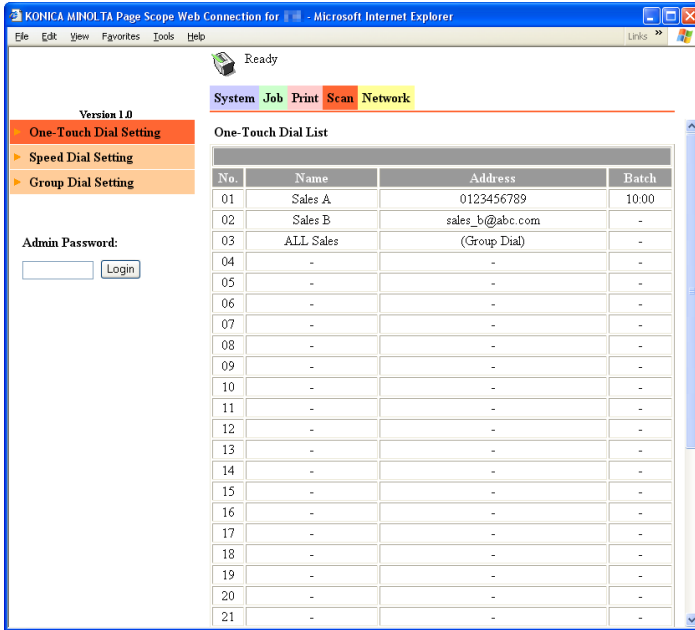 KONICA MINOLTA Page Scope Web Connection for - Microsoft Internet Explorer
File Edit View Favorites Tools Help Links »
Ready
System Job Print Scan Network
Version 1.0
One-Touch Dial Setting
Speed Dial Setting
Group Dial Setting
Admin Password:
Login
One-Touch Dial List
No. Name Address Batch
01 Sales A 0123456789 10:00
02 Sales B sales_b@abc.com -
03 ALL Sales (Group Dial) -
04 - - -
05 - - -
06 - - -
07 - - -
08 - - -
09 - - -
10 - - -
11 - - -
12 - - -
13 - - -
14 - - -
15 - - -
16 - - -
17 - - -
18 - - -
19 - - -
20 - - -
21 - - -